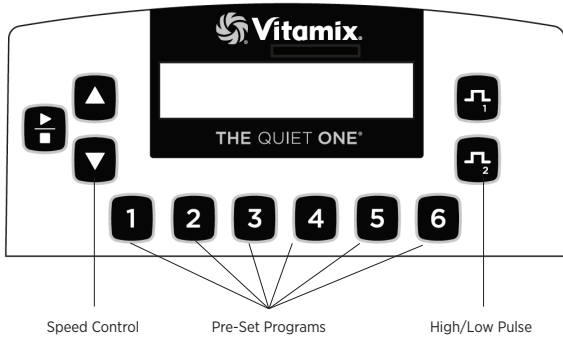 Vitamix®
THE QUIET ONE®
1
2
1 2 3 4 5 6
Speed Control Pre-Set Programs High/Low Pulse